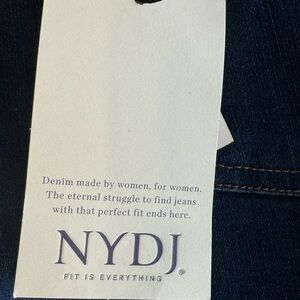 Denim made by women, for women.
The eternal struggle to find jeans
with that perfect fit ends here.
NYDJ®
FIT IS EVERYTHING